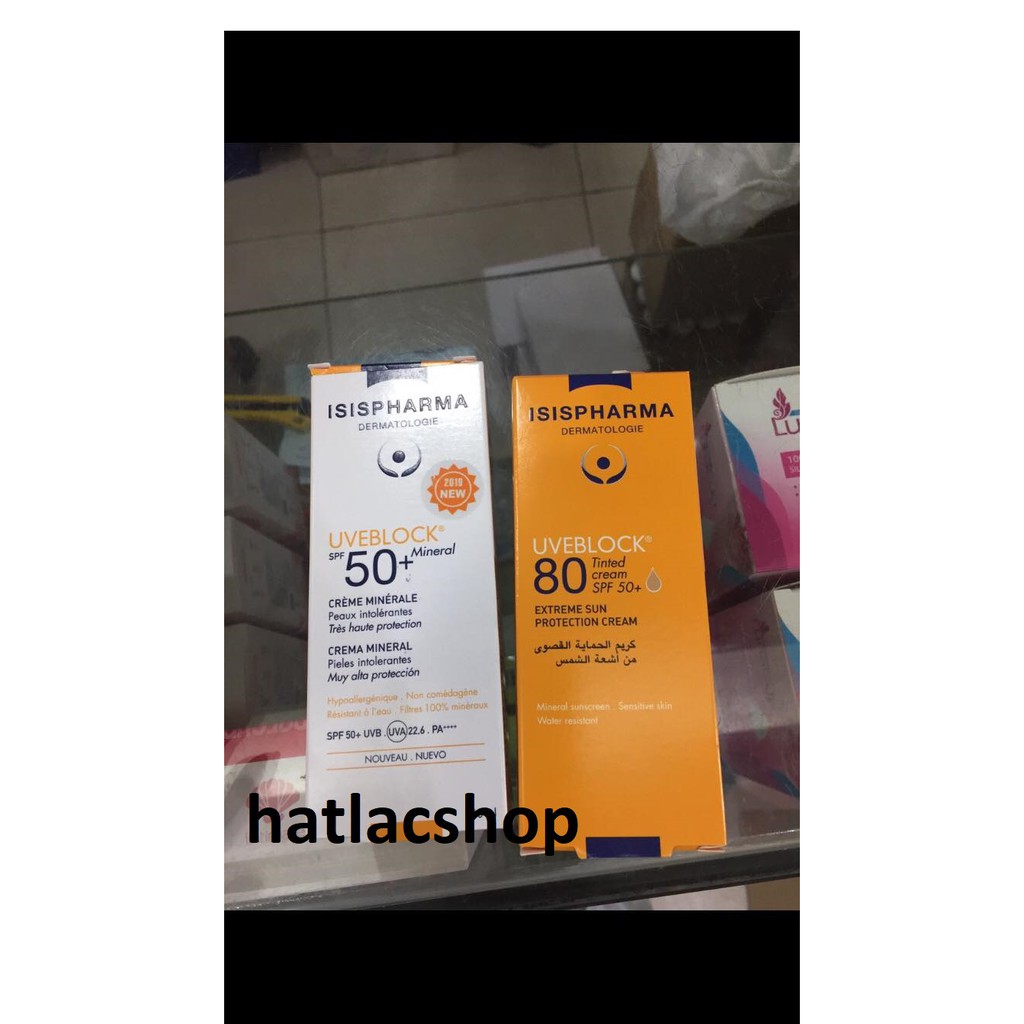 ISISPHARMA
DERMATOLOGIE
2019
NEW
UVEBLOCK®
SPF 50+ Mineral
CRÈME MINÉRALE
Peaux intolérantes
Très haute protection
CREMA MINERAL
Pieles intolerantes
Muy alta protección
Hypoallergénique . Non comédogène
Résistant à l'eau . Filtres 100% minéraux
SPF 50+ UVB . UVA 22.6 . PA****
NOUVEAU . NUEVO
ISISPHARMA
DERMATOLOGIE
UVEBLOCK®
80 Tinted
cream
SPF 50+
EXTREME SUN
PROTECTION CREAM
كريم الحماية القصوى
من أشعة الشمس
Mineral sunscreen . Sensitive skin
Water resistant
hatlacshop